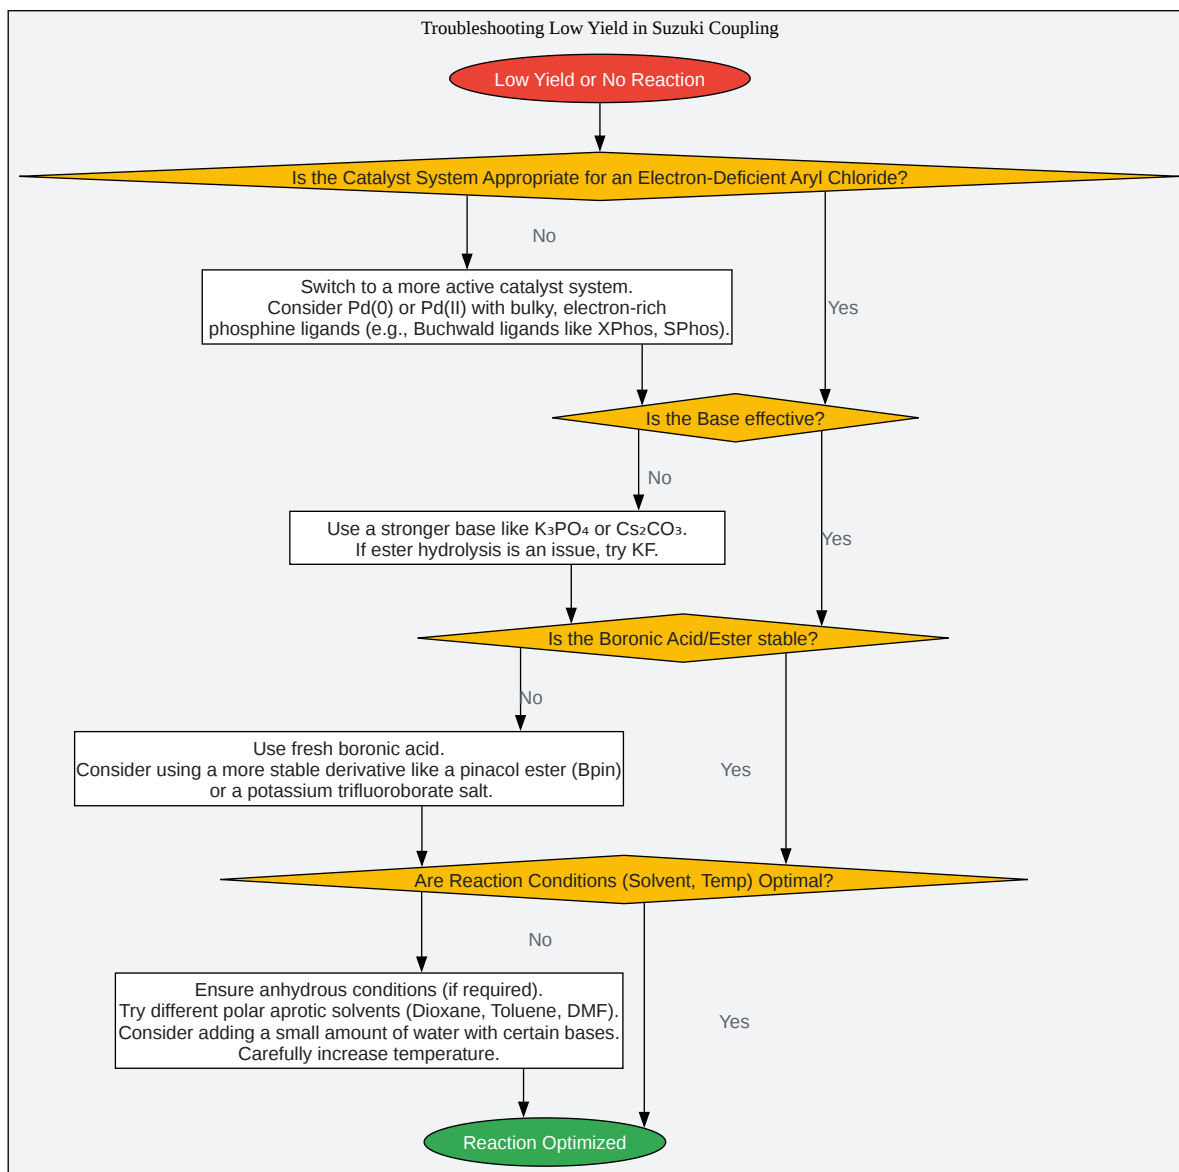 Troubleshooting Low Yield in Suzuki Coupling
Low Yield or No Reaction
Is the Catalyst System Appropriate for an Electron-Deficient Aryl Chloride?
No
Switch to a more active catalyst system.
Consider Pd(0) or Pd(II) with bulky, electron-rich
phosphine ligands (e.g., Buchwald ligands like XPhos, SPhos).
Yes
Is the Base effective?
No
Use a stronger base like K₃PO₄ or Cs₂CO₃.
If ester hydrolysis is an issue, try KF.
Yes
Is the Boronic Acid/Ester stable?
No
Use fresh boronic acid.
Consider using a more stable derivative like a pinacol ester (Bpin)
or a potassium trifluoroborate salt.
Yes
Are Reaction Conditions (Solvent, Temp) Optimal?
No
Ensure anhydrous conditions (if required).
Try different polar aprotic solvents (Dioxane, Toluene, DMF).
Consider adding a small amount of water with certain bases.
Carefully increase temperature.
Yes
Reaction Optimized